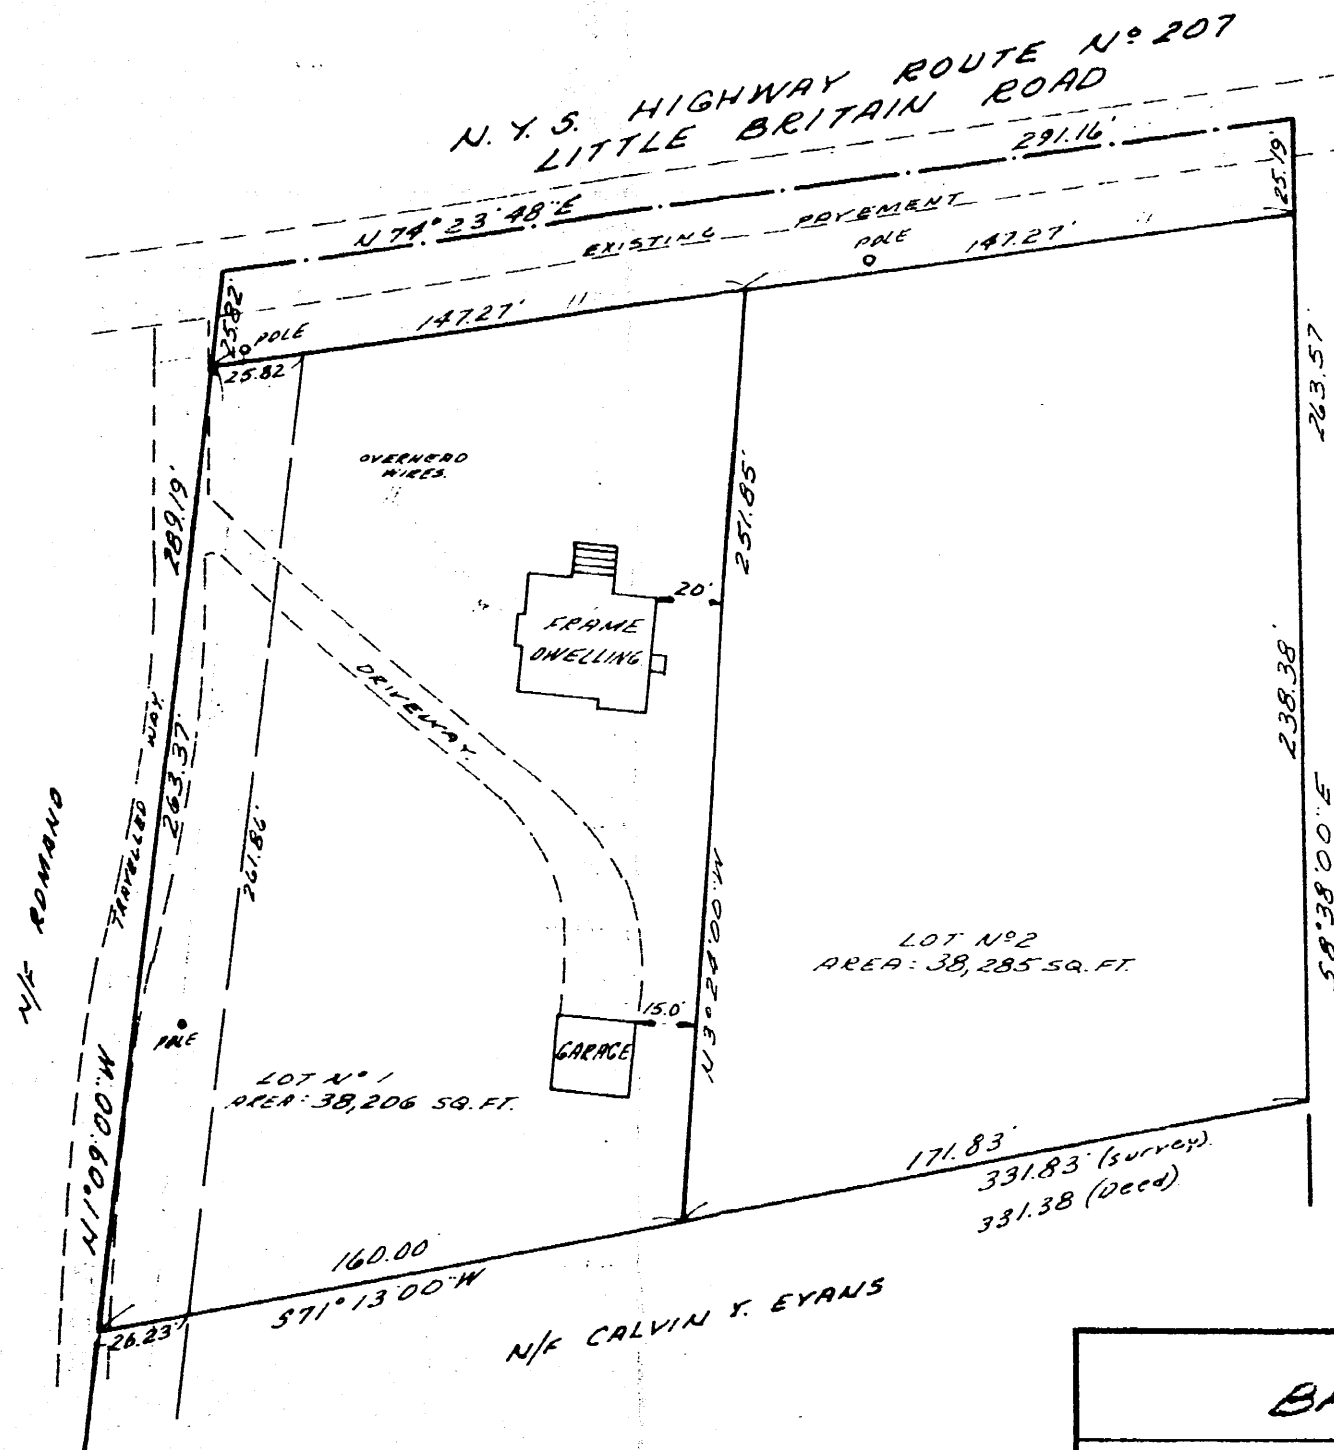 N.Y.S. HIGHWAY ROUTE Nº 207
LITTLE BRITAIN ROAD
291.16'
N 74° 23' 48" E
25.19'
EXISTING PAVEMENT
POLE
147.27'
147.27'
25.82'
POLE
25.82
263.57'
OVERHEAD
WIRES.
289.19'
251.85'
20'
FRAME
DWELLING
DRIVEWAY.
238.38'
TRAVELLED WAY.
263.37'
261.86'
N/F ROMANO
S8°38'00"E
LOT Nº 2
AREA: 38,285 SQ. FT.
N3°24'00"W
15.0'
GARAGE
POLE
LOT Nº 1
AREA: 38,206 SQ. FT.
N1°09'00"W
171.83'
331.83' (survey)
331.38 (Deed)
160.00
S71°13'00"W
26.23'
N/F CALVIN Y. EVANS